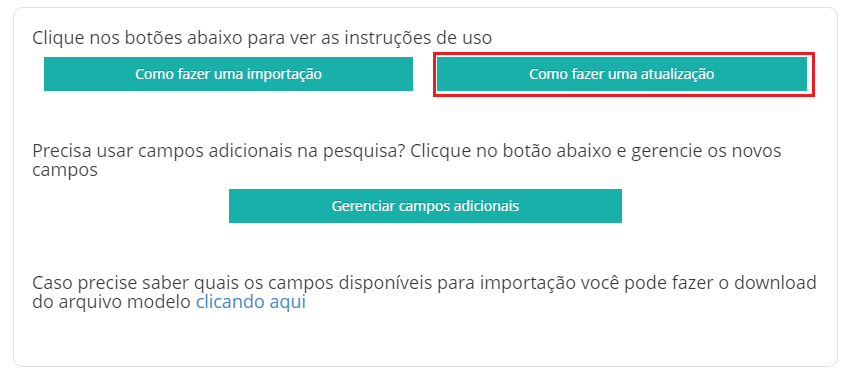 Clique nos botões abaixo para ver as instruções de uso
Como fazer uma importação
Como fazer uma atualização
Precisa usar campos adicionais na pesquisa? Clicque no botão abaixo e gerencie os novos
campos
Gerenciar campos adicionais
Caso precise saber quais os campos disponíveis para importação você pode fazer o download
do arquivo modelo clicando aqui